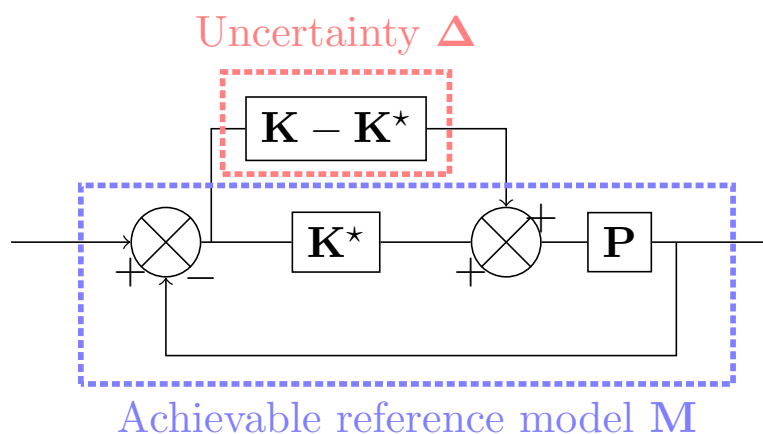 Uncertainty Δ
K − K⋆
+
K⋆
P
+
−
+
Achievable reference model M